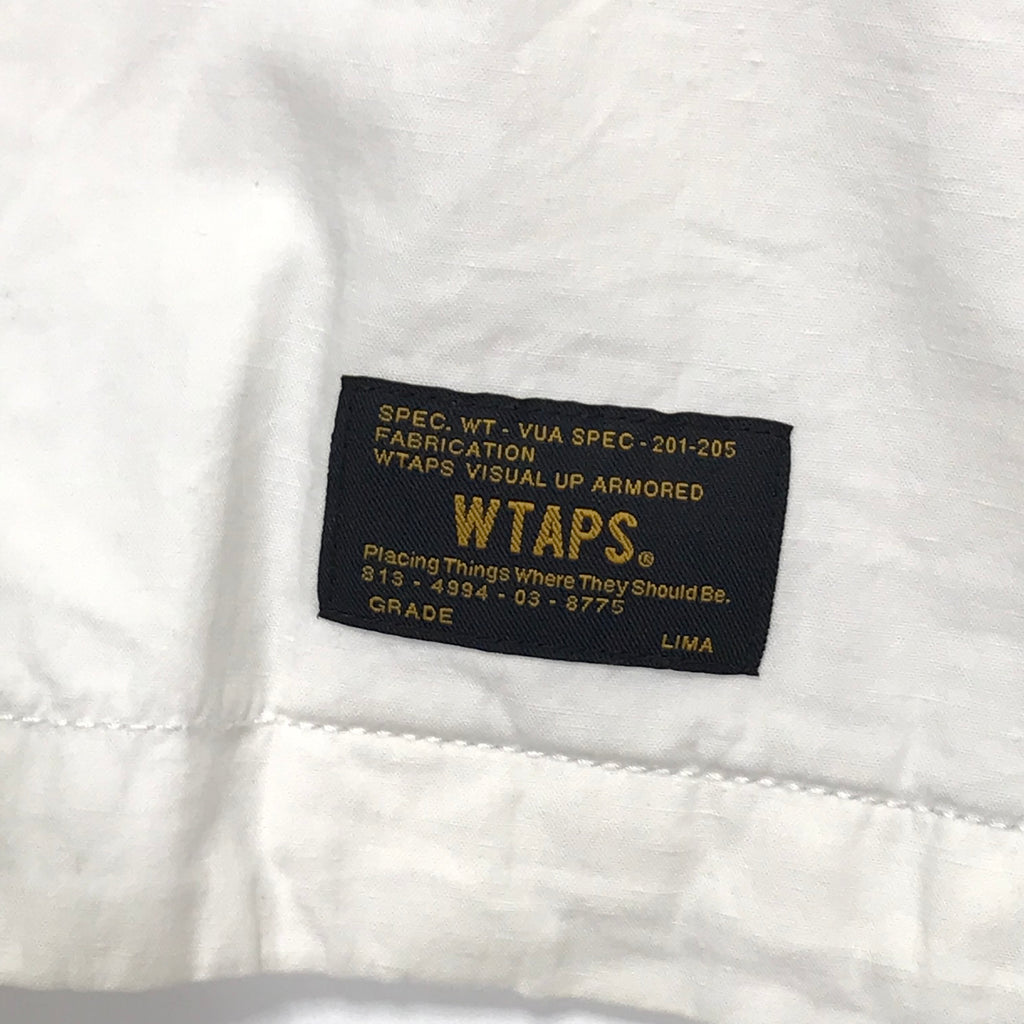 SPEC. WT - VUA SPEC - 201-205
FABRICATION
WTAPS VISUAL UP ARMORED
WTAPS®
Placing Things Where They Should Be.
813 - 4994 - 03 - 8775
GRADE
LIMA